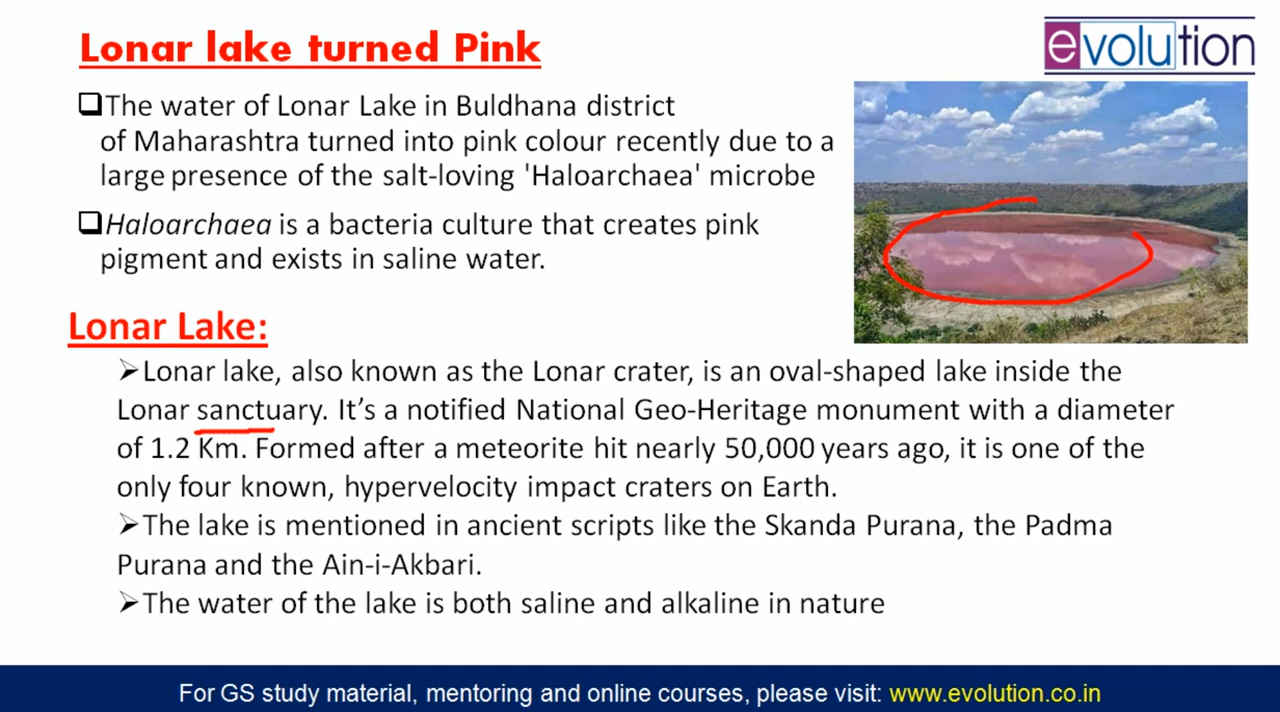 Lonar lake turned Pink
evolution
❑The water of Lonar Lake in Buldhana district
of Maharashtra turned into pink colour recently due to a
large presence of the salt-loving 'Haloarchaea' microbe
❑Haloarchaea is a bacteria culture that creates pink
pigment and exists in saline water.
Lonar Lake:
➢Lonar lake, also known as the Lonar crater, is an oval-shaped lake inside the
Lonar sanctuary. It's a notified National Geo-Heritage monument with a diameter
of 1.2 Km. Formed after a meteorite hit nearly 50,000 years ago, it is one of the
only four known, hypervelocity impact craters on Earth.
➢The lake is mentioned in ancient scripts like the Skanda Purana, the Padma
Purana and the Ain-i-Akbari.
➢The water of the lake is both saline and alkaline in nature
For GS study material, mentoring and online courses, please visit: www.evolution.co.in